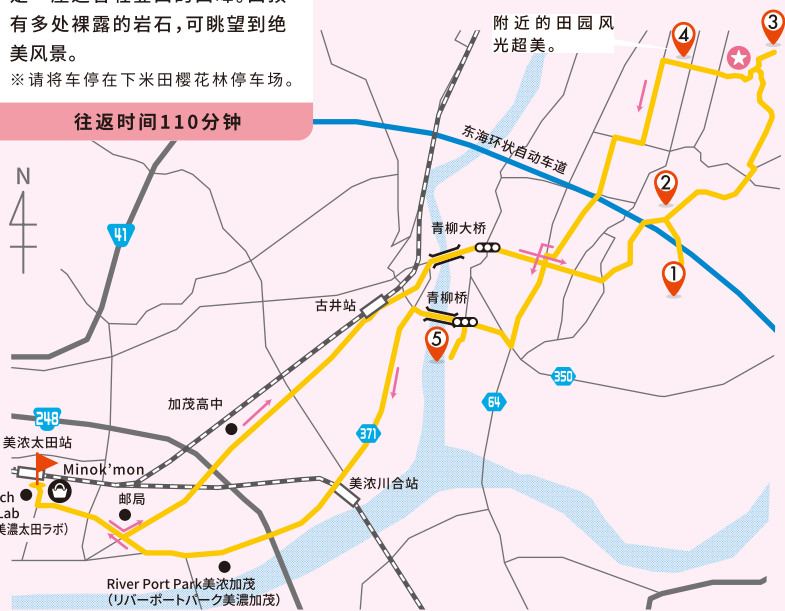 有多处裸露的岩石,可眺望到绝
美风景。
※请将车停在下米田樱花林停车场。
往返时间110分钟
附近的田园风
光超美。
4
3
东海环状自动车道
N
41
2
青柳大桥
1
古井站
青柳桥
5
350
加茂高中
64
248
371
美浓太田站
Minok'mon
美浓川合站
ch
邮局
Lab
美濃太田ラボ)
River Port Park美浓加茂
(リバーポートパーク美濃加茂)